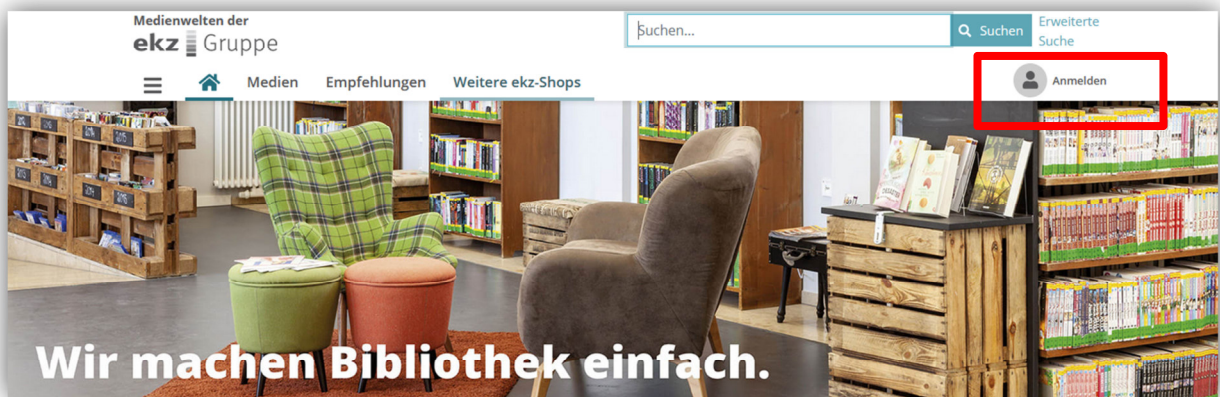 Medienwelten der
ekz Gruppe
Suchen...
Suchen
Erweiterte
Suche
Medien
Empfehlungen
Weitere ekz-Shops
Anmelden
Wir machen Bibliothek einfach.